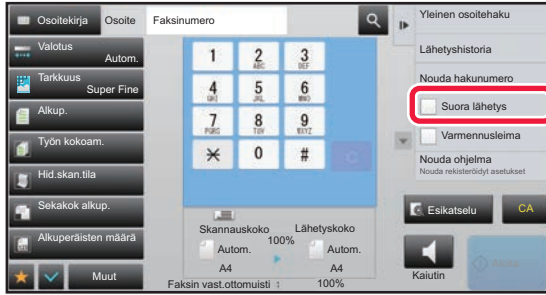 Osoitekirja
Osoite
Faksinumero
Yleinen osoitehaku
Valotus
Autom.
Lähetyshistoria
Tarkkuus
Super Fine
Nouda hakunumero
Alkup.
Suora lähetys
Työn kokoam.
Varmennusleima
Hid.skan.tila
Nouda ohjelma
Nouda rekisteröidyt asetukset
Sekakok alkup.
Alkuperäisten määrä
Muut
1
2 ABC
3 DEF
4 GHI
5 JKL
6 MNO
7 PQRS
8 TUV
9 WXYZ
0
#
C
Skannauskoko
Lähetyskoko
100%
Autom.
Autom.
A4
A4
Faksin vast.ottomuisti : 100%
Esikatselu
CA
Kaiutin